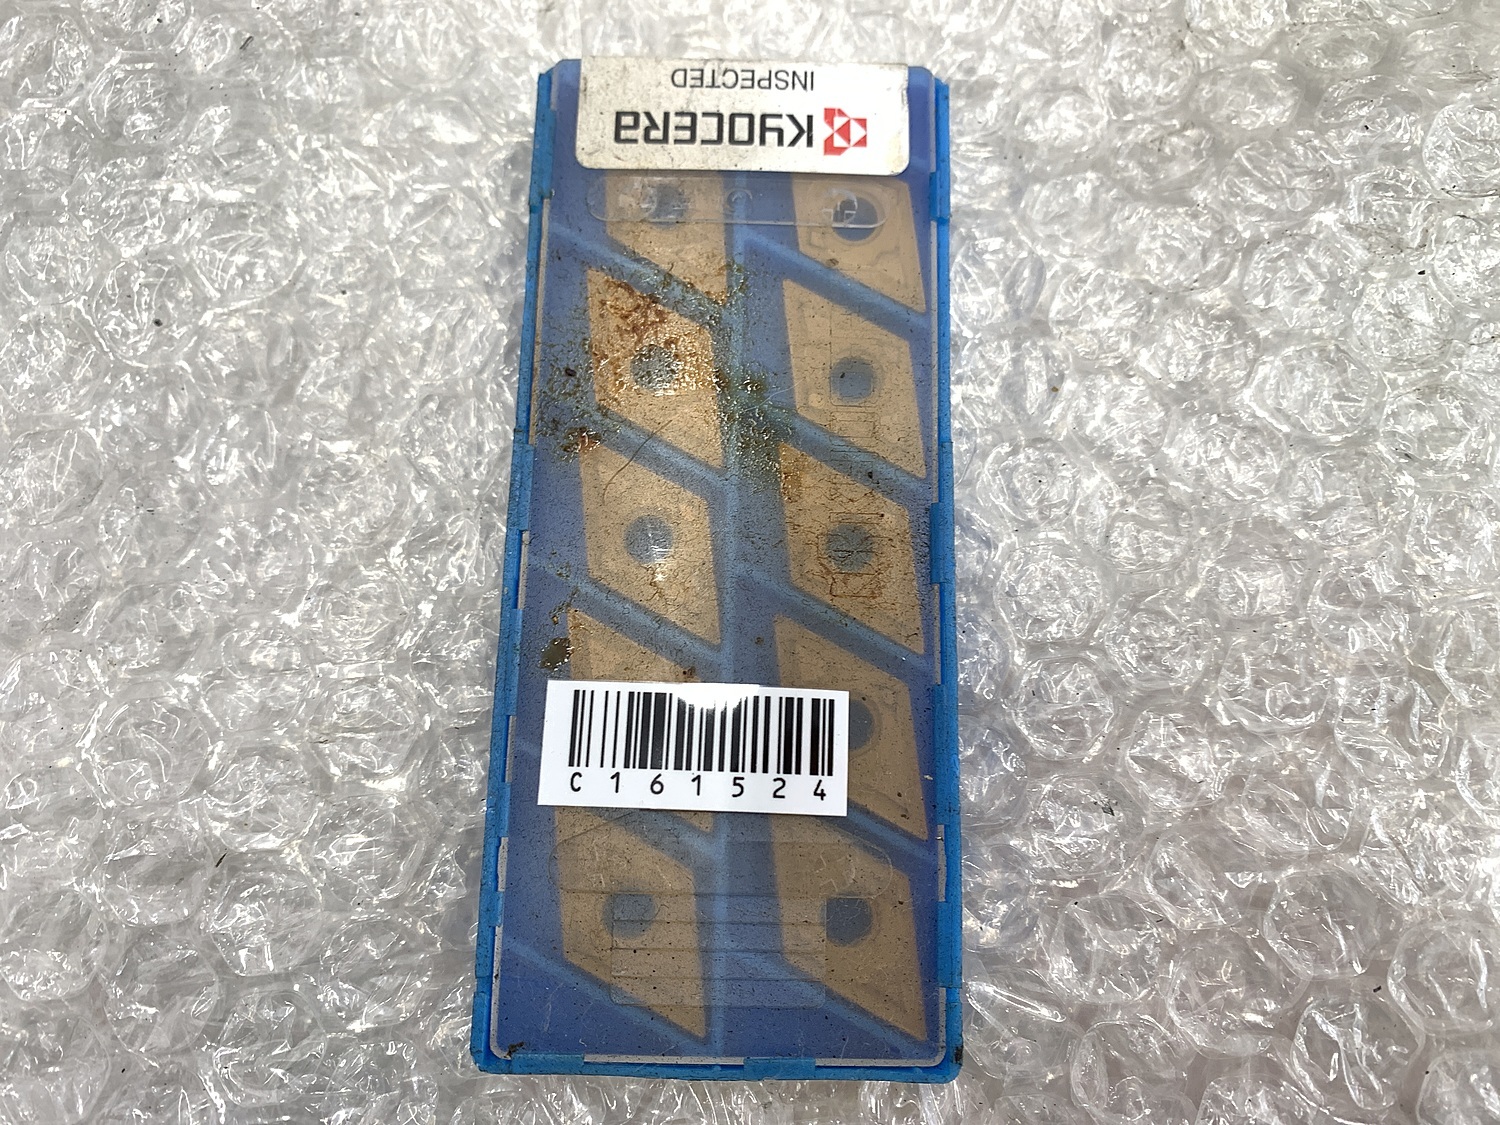 KYOCERA
INSPECTED
C161524